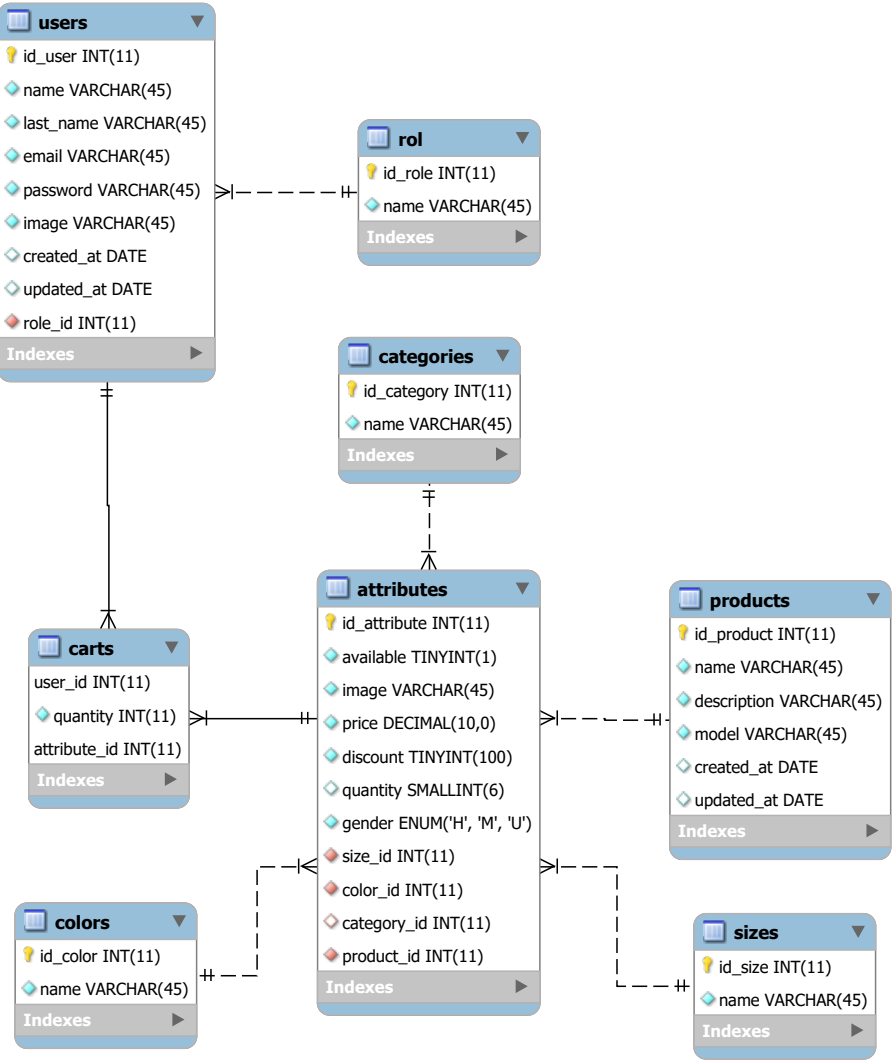 users
id_user INT(11)
name VARCHAR(45)
last_name VARCHAR(45)
email VARCHAR(45)
password VARCHAR(45)
image VARCHAR(45)
created_at DATE
updated_at DATE
role_id INT(11)
Indexes
rol
id_role INT(11)
name VARCHAR(45)
Indexes
categories
id_category INT(11)
name VARCHAR(45)
Indexes
carts
user_id INT(11)
quantity INT(11)
attribute_id INT(11)
Indexes
attributes
id_attribute INT(11)
available TINYINT(1)
image VARCHAR(45)
price DECIMAL(10,0)
discount TINYINT(100)
quantity SMALLINT(6)
gender ENUM('H', 'M', 'U')
size_id INT(11)
color_id INT(11)
category_id INT(11)
product_id INT(11)
Indexes
products
id_product INT(11)
name VARCHAR(45)
description VARCHAR(45)
model VARCHAR(45)
created_at DATE
updated_at DATE
Indexes
colors
id_color INT(11)
name VARCHAR(45)
Indexes
sizes
id_size INT(11)
name VARCHAR(45)
Indexes